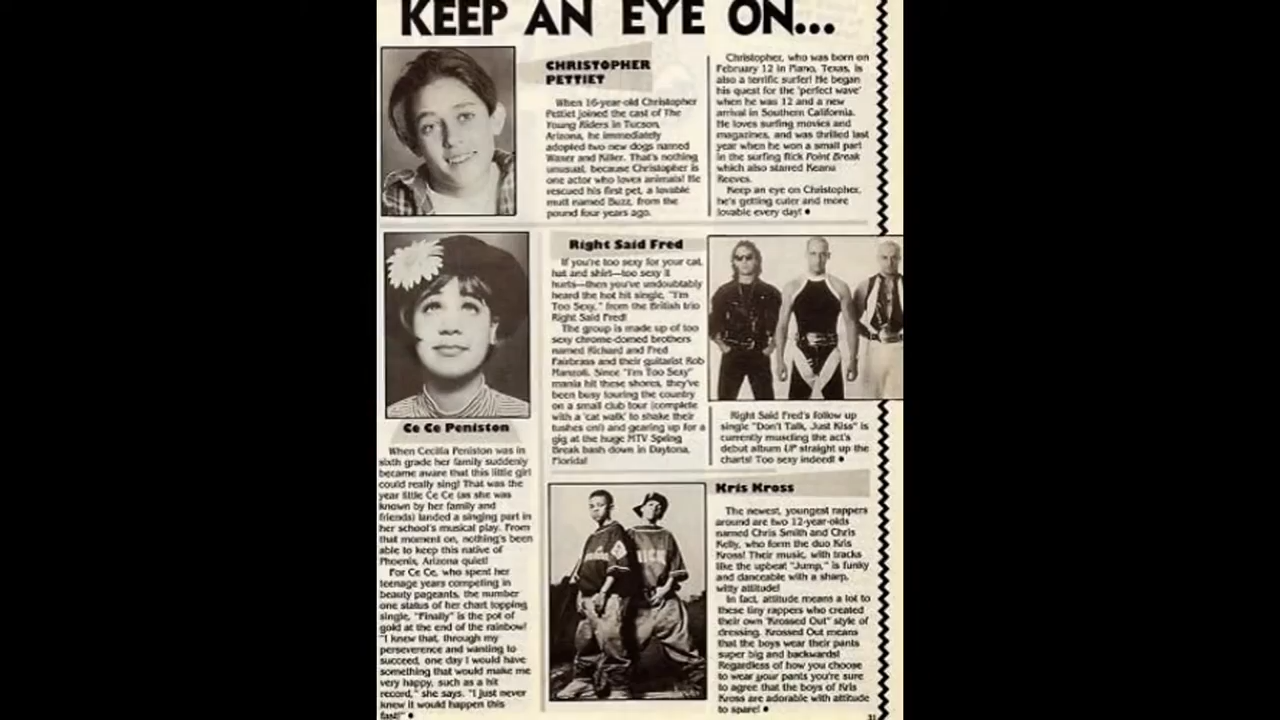 KEEP AN EYE ON...
CHRISTOPHER
PETTIET
When 16-year-old Christopher
Pettiet joined the cast of The
Young Riders in Tucson,
Arizona, he immediately
adopted two new dogs named
Waxer and Killer. That's nothing
unusual, because Christopher is
one actor who loves animals! He
rescued his first pet, a lovable
mutt named Buzz, from the
pound four years ago.
Christopher, who was born on
February 12 in Plano, Texas, is
also a terrific surfer! He began
his quest for the 'perfect wave'
when he was 12 and a new
arrival in Southern California.
He loves surfing movies and
magazines, and was thrilled last
year when he won a small part
in the surfing flick Point Break
which also starred Keanu
Reeves.
Keep an eye on Christopher,
he's getting cuter and more
lovable every day! ●
Ce Ce Peniston
When Cecilia Peniston was in
sixth grade her family suddenly
became aware that this little girl
could really sing! That was the
year little Ce Ce (as she was
known by her family and
friends) landed a singing part in
her school's musical play. From
that moment on, nothing's been
able to keep this native of
Phoenix, Arizona quiet!
For Ce Ce, who spent her
teenage years competing in
beauty pageants, the number
one status of her chart topping
single, "Finally" is the pot of
gold at the end of the rainbow!
"I knew that, through my
perseverance and wanting to
succeed, one day I would have
something that would make me
very happy, such as a hit
record," she says. "I just never
knew it would happen this
fast!" ●
Right Said Fred
If you're too sexy for your cat,
hat and shirt—too sexy it
hurts—then you've undoubtably
heard the hot hit single, "I'm
Too Sexy," from the British trio
Right Said Fred!
The group is made up of too
sexy chrome-domed brothers
named Richard and Fred
Fairbrass and their guitarist Rob
Manzoli. Since "I'm Too Sexy"
mania hit these shores, they've
been busy touring the country
on a small club tour (complete
with a 'cat walk' to shake their
tushes on!) and gearing up for a
gig at the huge MTV Spring
Break bash down in Daytona,
Florida!
Right Said Fred's follow up
single "Don't Talk, Just Kiss" is
currently muscling the act's
debut album UP straight up the
charts! Too sexy indeed! ●
Kris Kross
The newest, youngest rappers
around are two 12-year-olds
named Chris Smith and Chris
Kelly, who form the duo Kris
Kross! Their music, with tracks
like the upbeat "Jump," is funky
and danceable with a sharp,
witty attitude!
In fact, attitude means a lot to
these tiny rappers who created
their own "Krossed Out" style of
dressing. Krossed Out means
that the boys wear their pants
super big and backwards!
Regardless of how you choose
to wear your pants you're sure
to agree that the boys of Kris
Kross are adorable with attitude
to spare! ●
31